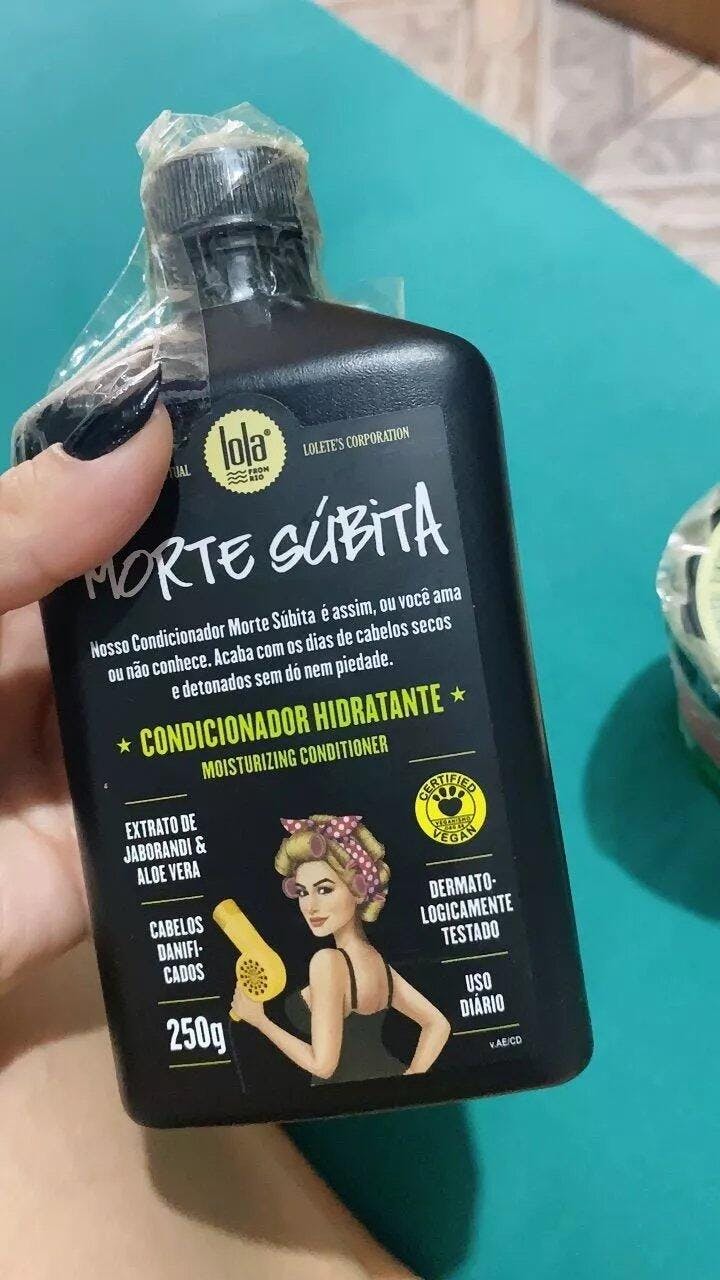 lola®
FROM
RIO
LOLETE'S CORPORATION
MORTE SÚBITA
Nosso Condicionador Morte Súbita é assim, ou você ama
ou não conhece. Acaba com os dias de cabelos secos
e detonados sem dó nem piedade.
★ CONDICIONADOR HIDRATANTE ★
MOISTURIZING CONDITIONER
EXTRATO DE
JABORANDI &
ALOE VERA
CABELOS
DANIFI-
CADOS
250g
CERTIFIED
VEGANISMO
VEGAN
DERMATO-
LOGICAMENTE
TESTADO
USO
DIÁRIO
v.AE/CD